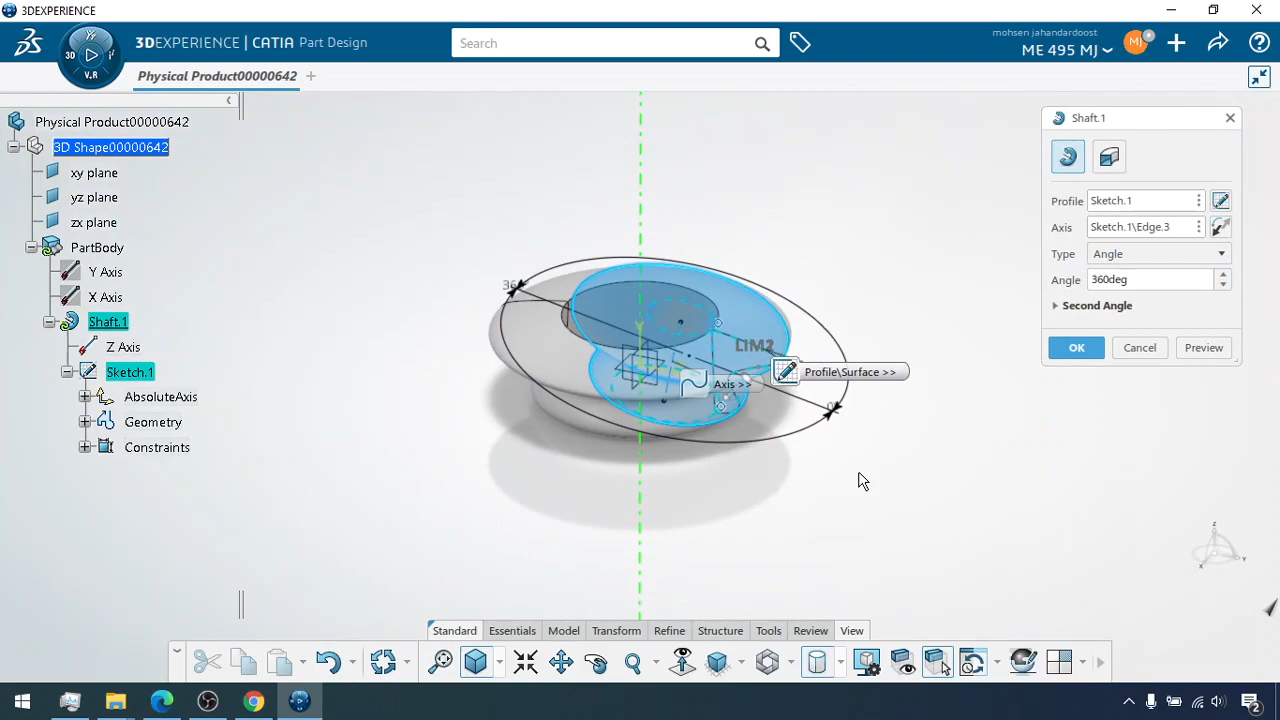 3DEXPERIENCE
3DEXPERIENCE | CATIA Part Design
Search
mohsen jahandardoost
ME 495 MJ
MJ
3D
V.R
Physical Product00000642
Physical Product00000642
3D Shape00000642
xy plane
yz plane
zx plane
PartBody
Y Axis
X Axis
Shaft.1
Z Axis
Sketch.1
AbsoluteAxis
Geometry
Constraints
LIM2
Profile\Surface >>
Axis >>
Shaft.1
Profile Sketch.1
Axis Sketch.1\Edge.3
Type Angle
Angle 360deg
Second Angle
OK Cancel Preview
z
y
x
Standard Essentials Model Transform Refine Structure Tools Review View
2